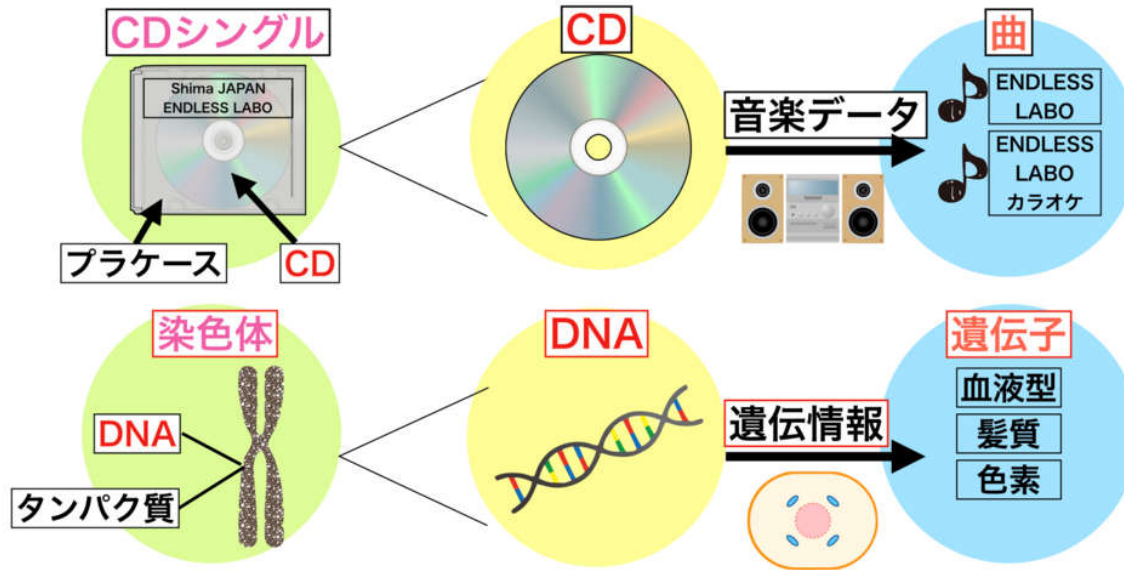 CDシングル
Shima JAPAN
ENDLESS LABO
プラケース
CD
CD
音楽データ
曲
ENDLESS
LABO
ENDLESS
LABO
カラオケ
染色体
DNA
タンパク質
DNA
遺伝情報
遺伝子
血液型
髪質
色素